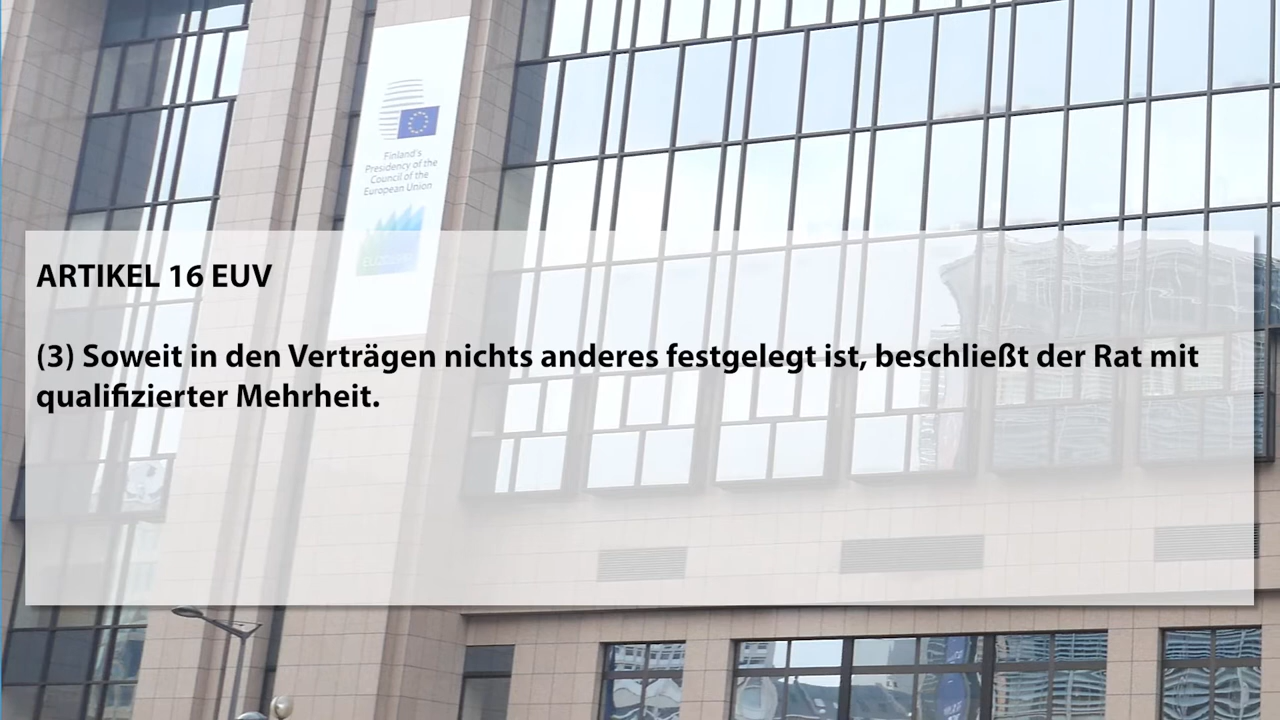 Finland's
Presidency of the
Council of the
European Union
ARTIKEL 16 EUV
(3) Soweit in den Verträgen nichts anderes festgelegt ist, beschließt der Rat mit
qualifizierter Mehrheit.